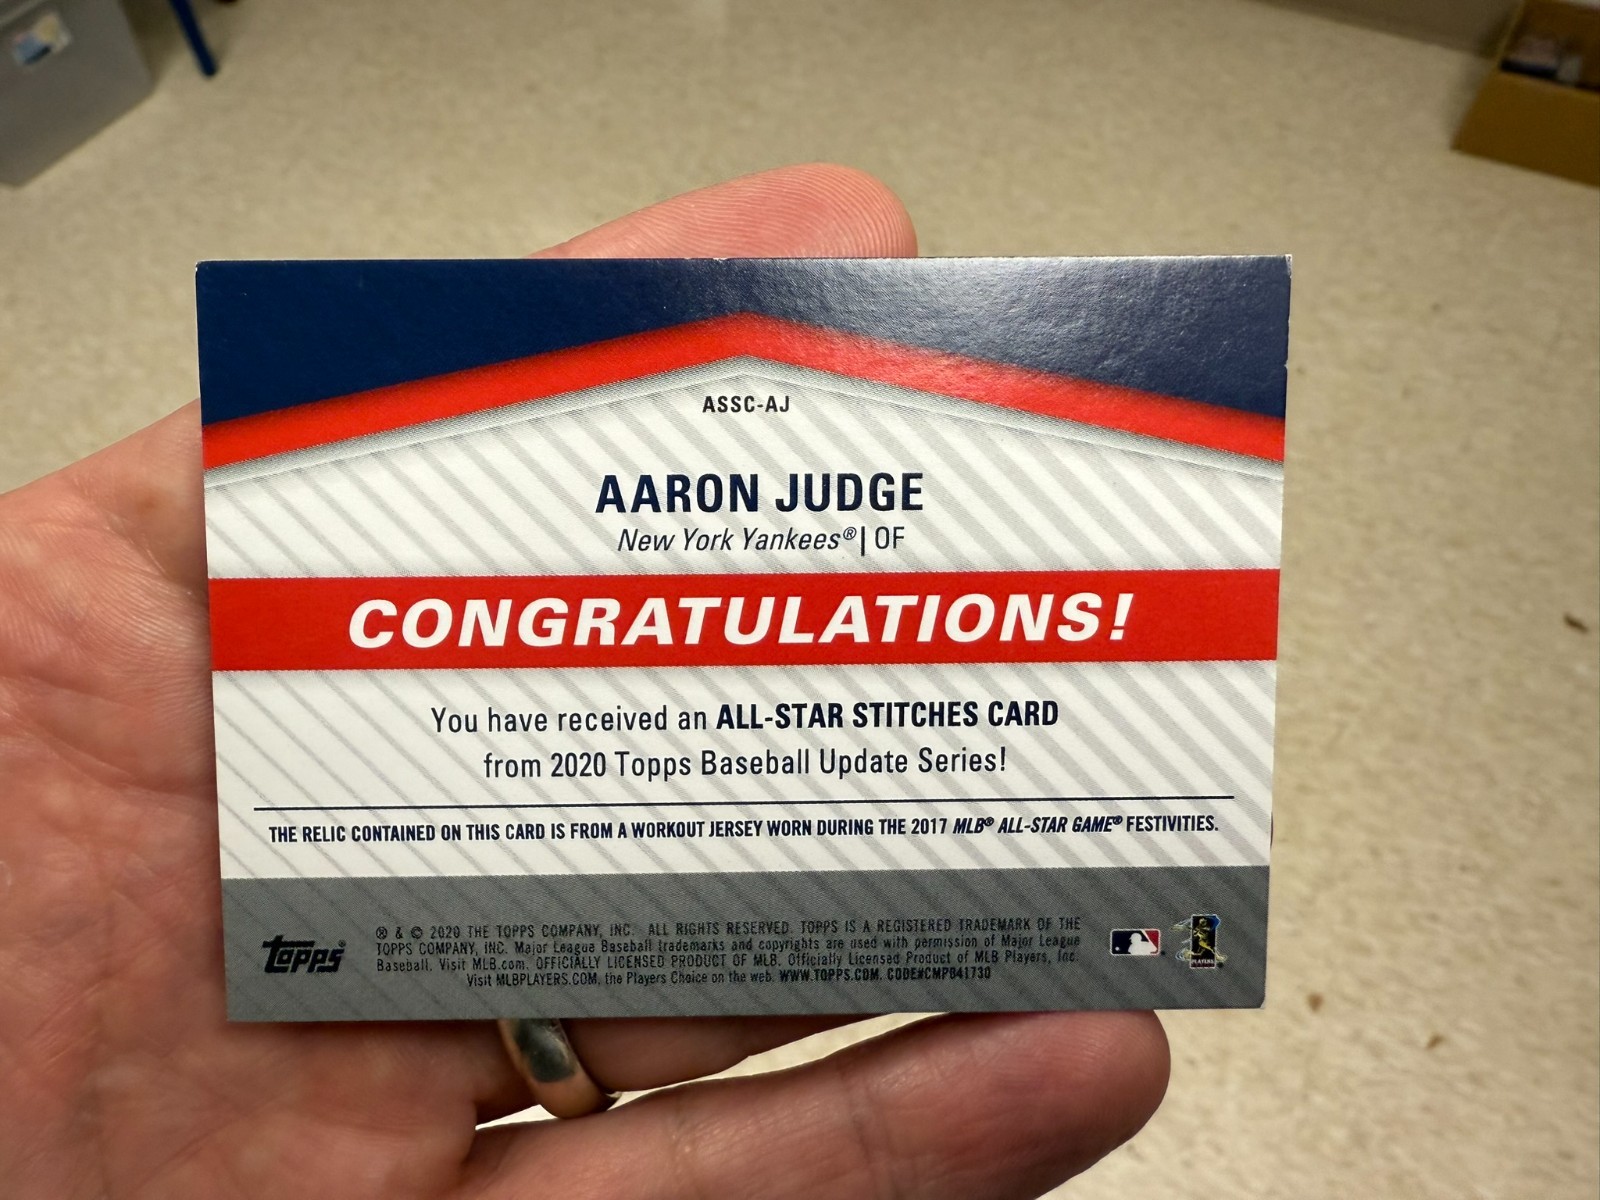 ASSC-AJ
AARON JUDGE
New York Yankees® | OF
CONGRATULATIONS!
You have received an ALL-STAR STITCHES CARD
from 2020 Topps Baseball Update Series!
THE RELIC CONTAINED ON THIS CARD IS FROM A WORKOUT JERSEY WORN DURING THE 2017 MLB® ALL-STAR GAME® FESTIVITIES.
topps®
® & © 2020 THE TOPPS COMPANY, INC. ALL RIGHTS RESERVED. TOPPS IS A REGISTERED TRADEMARK OF THE
TOPPS COMPANY, INC. Major League Baseball trademarks and copyrights are used with permission of Major League
Baseball. Visit MLB.com. OFFICIALLY LICENSED PRODUCT OF MLB. Officially Licensed Product of MLB Players, Inc.
Visit MLBPLAYERS.COM, the Players Choice on the web. WWW.TOPPS.COM. CODE#CMP041730
PLAYERS